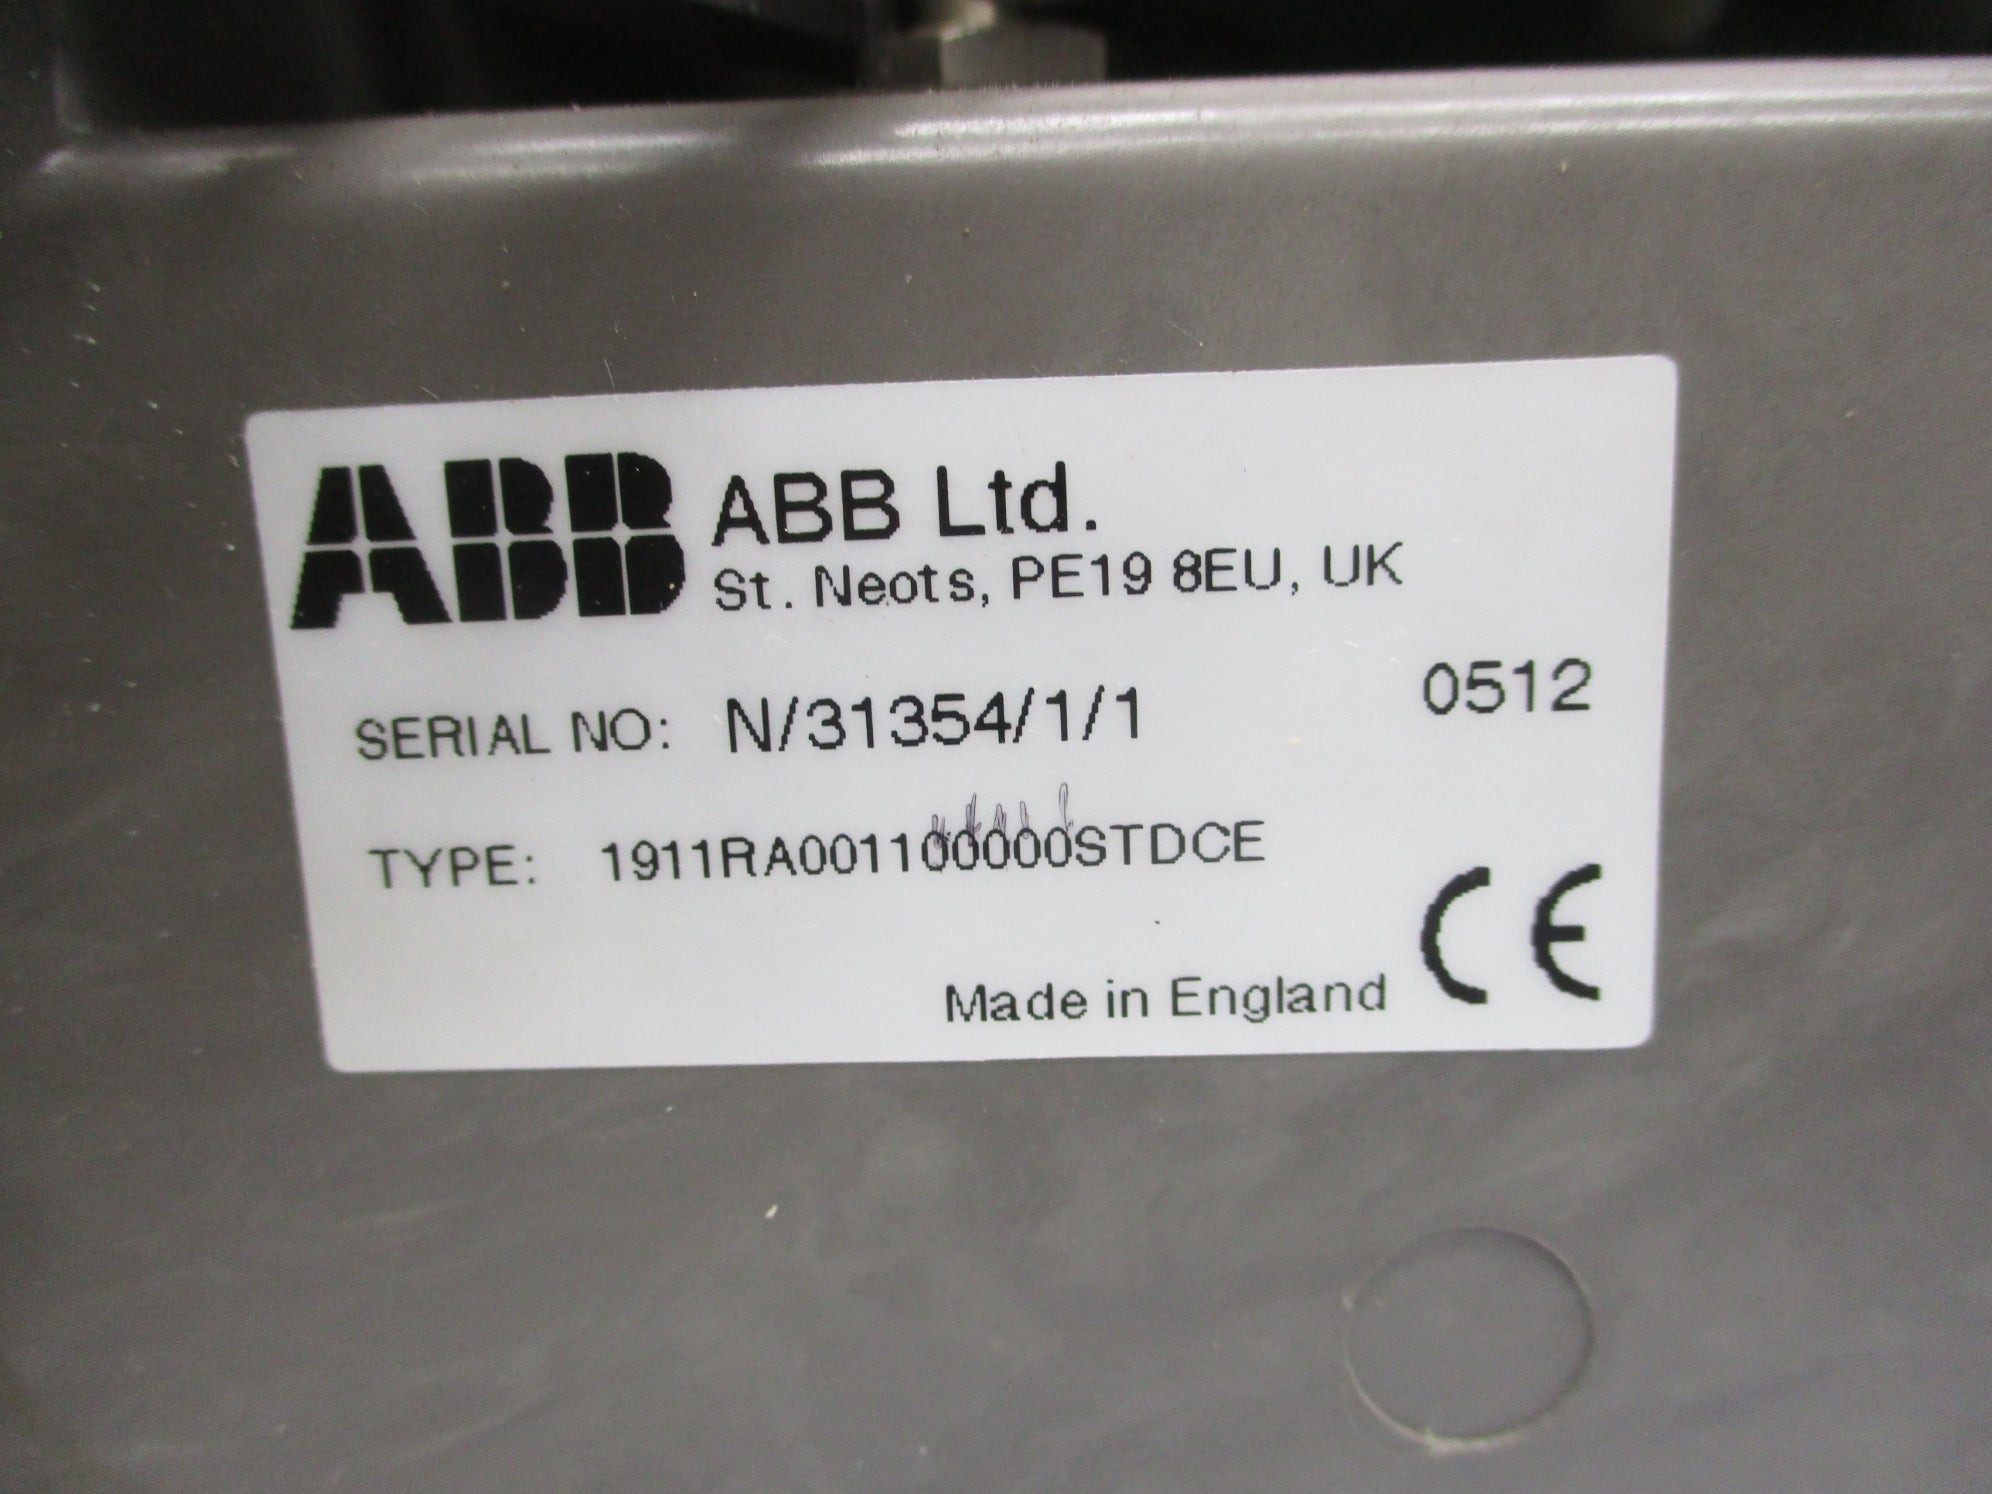 ABB ABB Ltd.
St. Neots, PE19 8EU, UK
SERIAL NO: N/31354/1/1 0512
TYPE: 1911RA001100000STDCE
Made in England CE